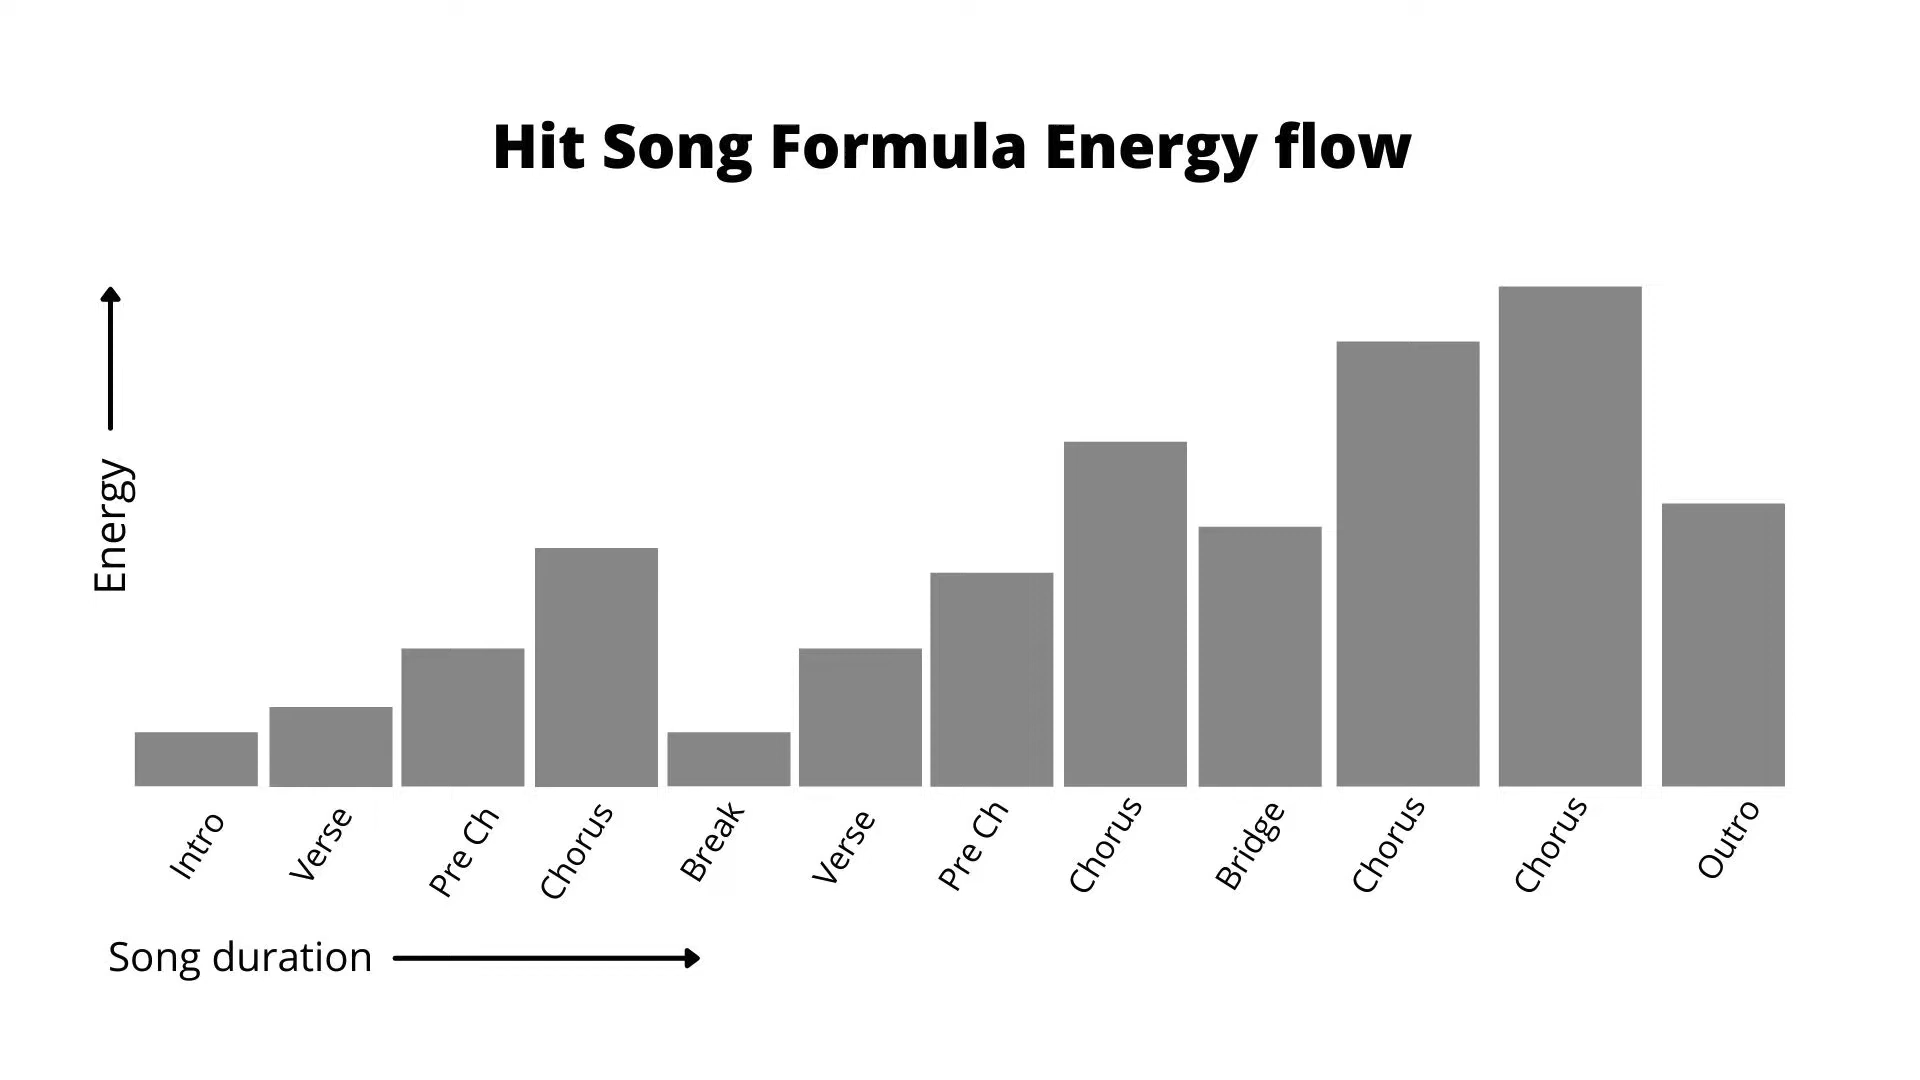 Hit Song Formula Energy flow
Energy
Intro
Verse
Pre Ch
Chorus
Break
Verse
Pre Ch
Chorus
Bridge
Chorus
Chorus
Outro
Song duration